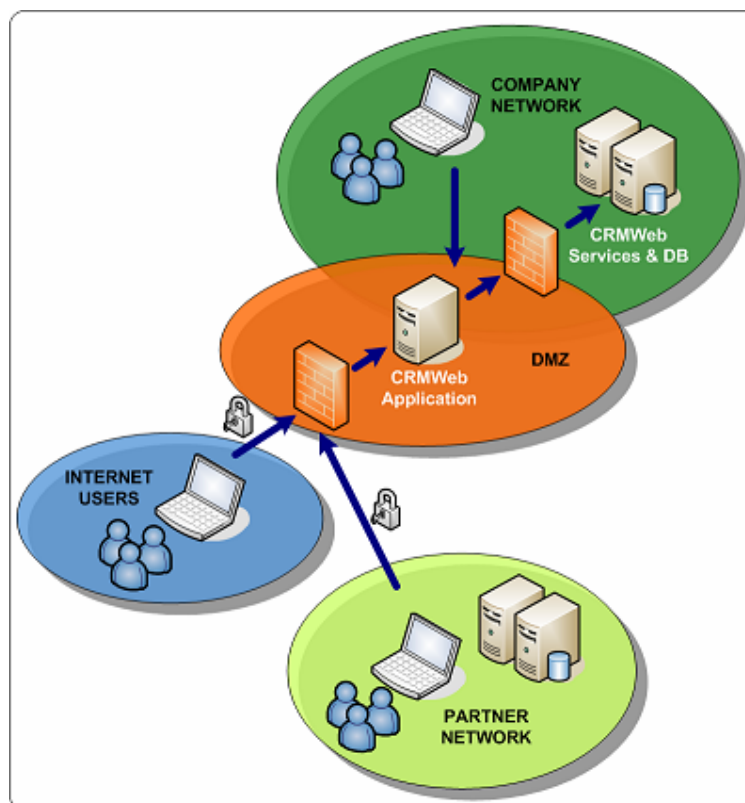 COMPANY
NETWORK
CRMWeb
Services & DB
DMZ
CRMWeb
Application
INTERNET
USERS
PARTNER
NETWORK